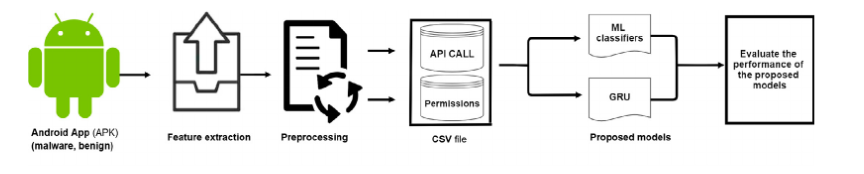 Android App (APK)
(malware, benign)
Feature extraction
Preprocessing
API CALL
Permissions
CSV file
ML
classifiers
GRU
Proposed models
Evaluate the
performance of
the proposed
models